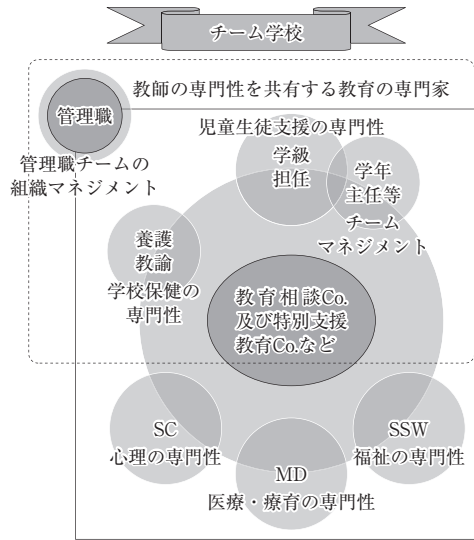 チーム学校
教師の専門性を共有する教育の専門家
管理職
管理職チームの
組織マネジメント
児童生徒支援の専門性
学級
担任
学年
主任等
チーム
マネジメント
養護
教諭
学校保健の
専門性
教育相談Co.
及び特別支援
教育Co.など
SC
心理の専門性
MD
医療・療育の専門性
SSW
福祉の専門性